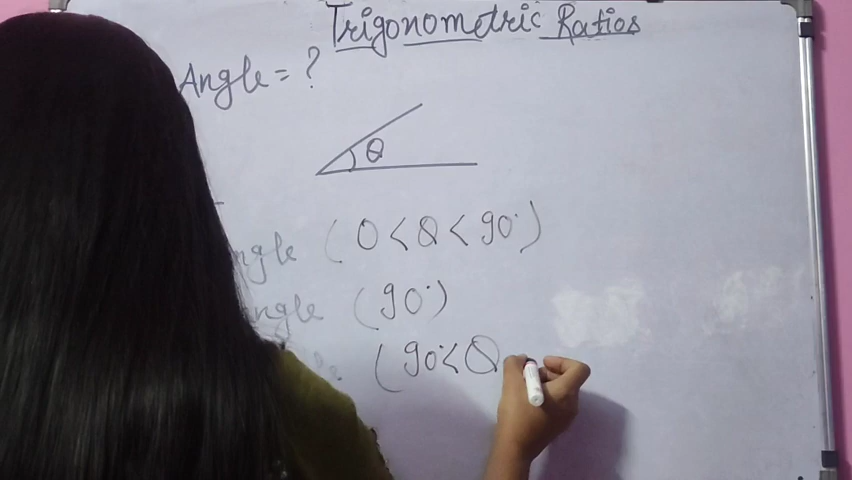 Trigonometric Ratios
Angle = ?
θ
ngle (0 < θ < 90°)
ngle (90°)
(90° < θ